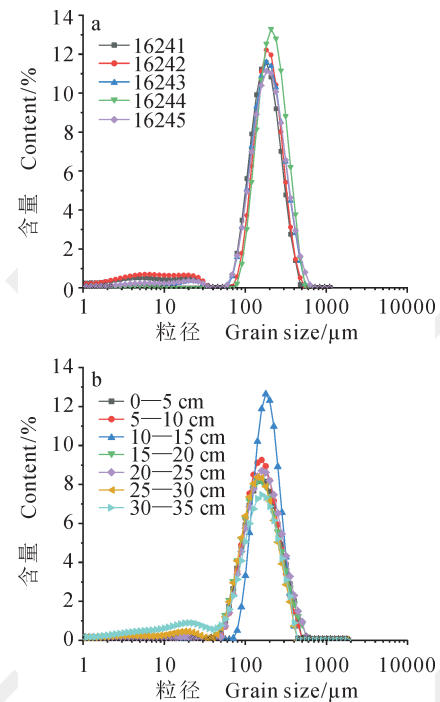 14
a
12
10
8
6
4
2
0
含量 Content/%
16241
16242
16243
16244
16245
1 10 100 1000 10000
粒径 Grain size/μm
14
b
12
10
8
6
4
2
0
含量 Content/%
0—5 cm
5—10 cm
10—15 cm
15—20 cm
20—25 cm
25—30 cm
30—35 cm
1 10 100 1000 10000
粒径 Grain size/μm